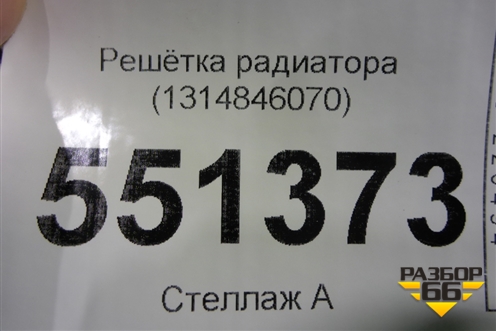 Решётка радиатора
(1314846070)
551373
Стеллаж А
РАЗБОР
66